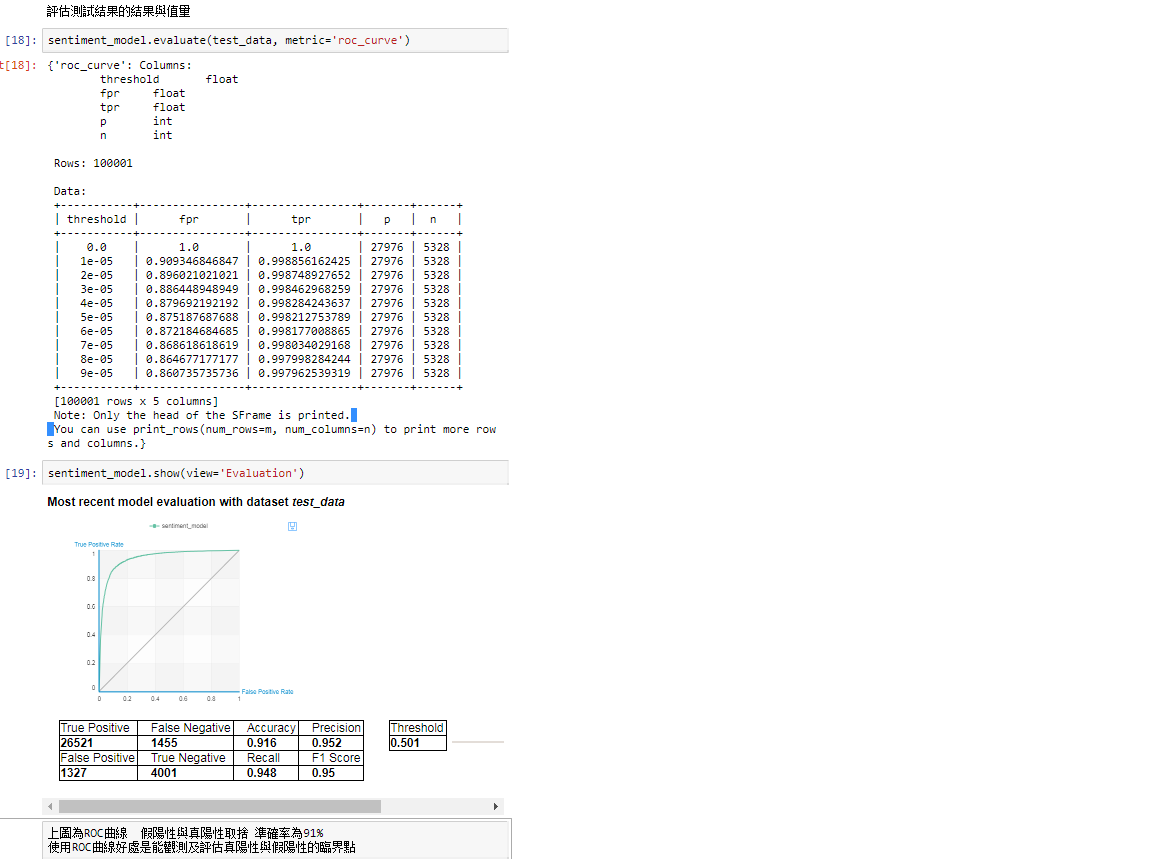 評估測試結果的結果與值量
[18]: sentiment_model.evaluate(test_data, metric='roc_curve')
t[18]: {'roc_curve': Columns:
threshold float
fpr float
tpr float
p int
n int
Rows: 100001
Data:
+-----------+----------------+----------------+-------+------+
| threshold | fpr | tpr | p | n |
+-----------+----------------+----------------+-------+------+
| 0.0 | 1.0 | 1.0 | 27976 | 5328 |
| 1e-05 | 0.909346846847 | 0.998856162425 | 27976 | 5328 |
| 2e-05 | 0.896021021021 | 0.998748927652 | 27976 | 5328 |
| 3e-05 | 0.886448948949 | 0.998462968259 | 27976 | 5328 |
| 4e-05 | 0.879692192192 | 0.998284243637 | 27976 | 5328 |
| 5e-05 | 0.875187687688 | 0.998212753789 | 27976 | 5328 |
| 6e-05 | 0.872184684685 | 0.998177008865 | 27976 | 5328 |
| 7e-05 | 0.868618618619 | 0.998034029168 | 27976 | 5328 |
| 8e-05 | 0.864677177177 | 0.997998284244 | 27976 | 5328 |
| 9e-05 | 0.860735735736 | 0.997962539319 | 27976 | 5328 |
+-----------+----------------+----------------+-------+------+
[100001 rows x 5 columns]
Note: Only the head of the SFrame is printed.
You can use print_rows(num_rows=m, num_columns=n) to print more row
s and columns.}
[19]: sentiment_model.show(view='Evaluation')
Most recent model evaluation with dataset test_data
sentiment_model
True Positive Rate
1
0.8
0.6
0.4
0.2
0
0 0.2 0.4 0.6 0.8 1
False Positive Rate
True Positive False Negative Accuracy Precision Threshold
26521 1455 0.916 0.952 0.501
False Positive True Negative Recall F1 Score
1327 4001 0.948 0.95
上圖為ROC曲線 假陽性與真陽性取捨 準確率為91%
使用ROC曲線好處是能觀測及評估真陽性與假陽性的臨界點